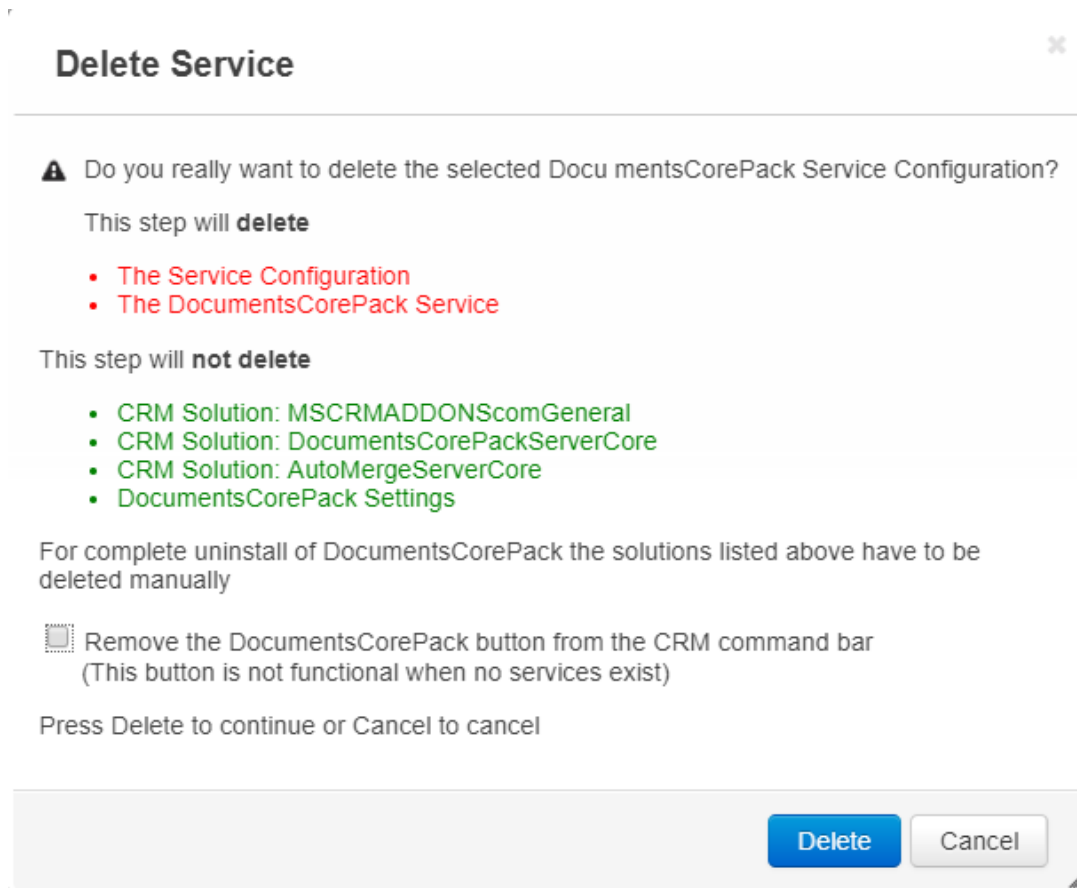 Delete Service
Do you really want to delete the selected Docu mentsCorePack Service Configuration?
This step will delete
• The Service Configuration
• The DocumentsCorePack Service
This step will not delete
• CRM Solution: MSCRMADDONScomGeneral
• CRM Solution: DocumentsCorePackServerCore
• CRM Solution: AutoMergeServerCore
• DocumentsCorePack Settings
For complete uninstall of DocumentsCorePack the solutions listed above have to be
deleted manually
Remove the DocumentsCorePack button from the CRM command bar
(This button is not functional when no services exist)
Press Delete to continue or Cancel to cancel
Delete Cancel